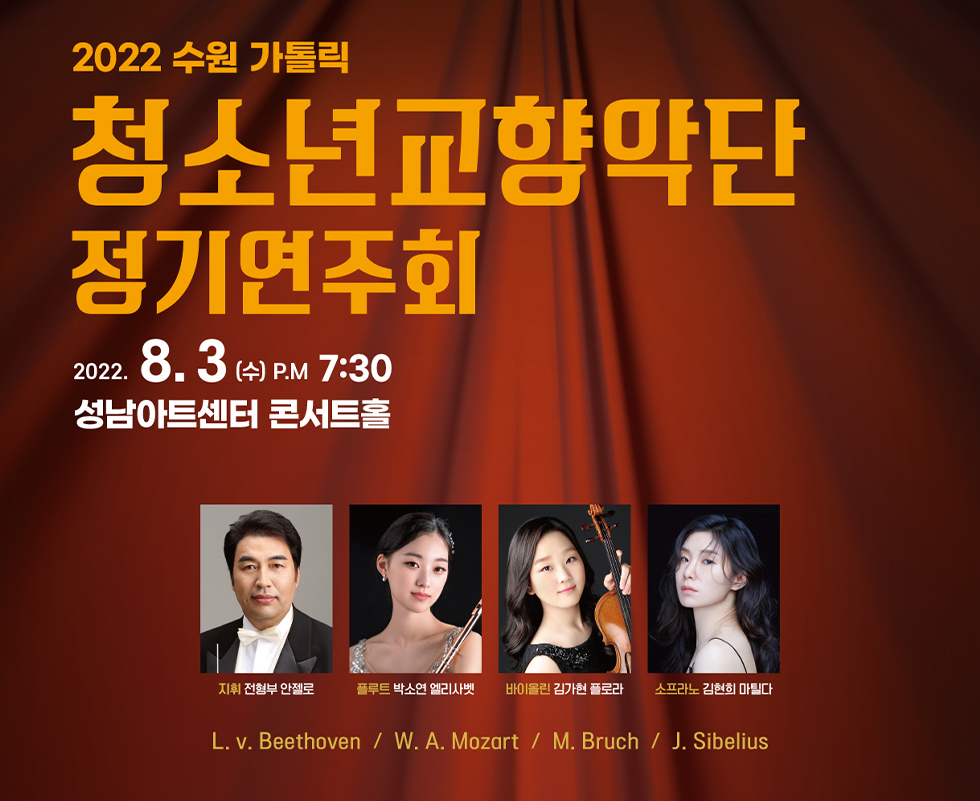 2022 수원 가톨릭
청소년교향악단
정기연주회
2022. 8. 3 (수) P.M 7:30
성남아트센터 콘서트홀
지휘 전형부 안젤로
플루트 박소연 엘리사벳
바이올린 김가현 플로라
소프라노 김현희 마틸다
L. v. Beethoven / W. A. Mozart / M. Bruch / J. Sibelius